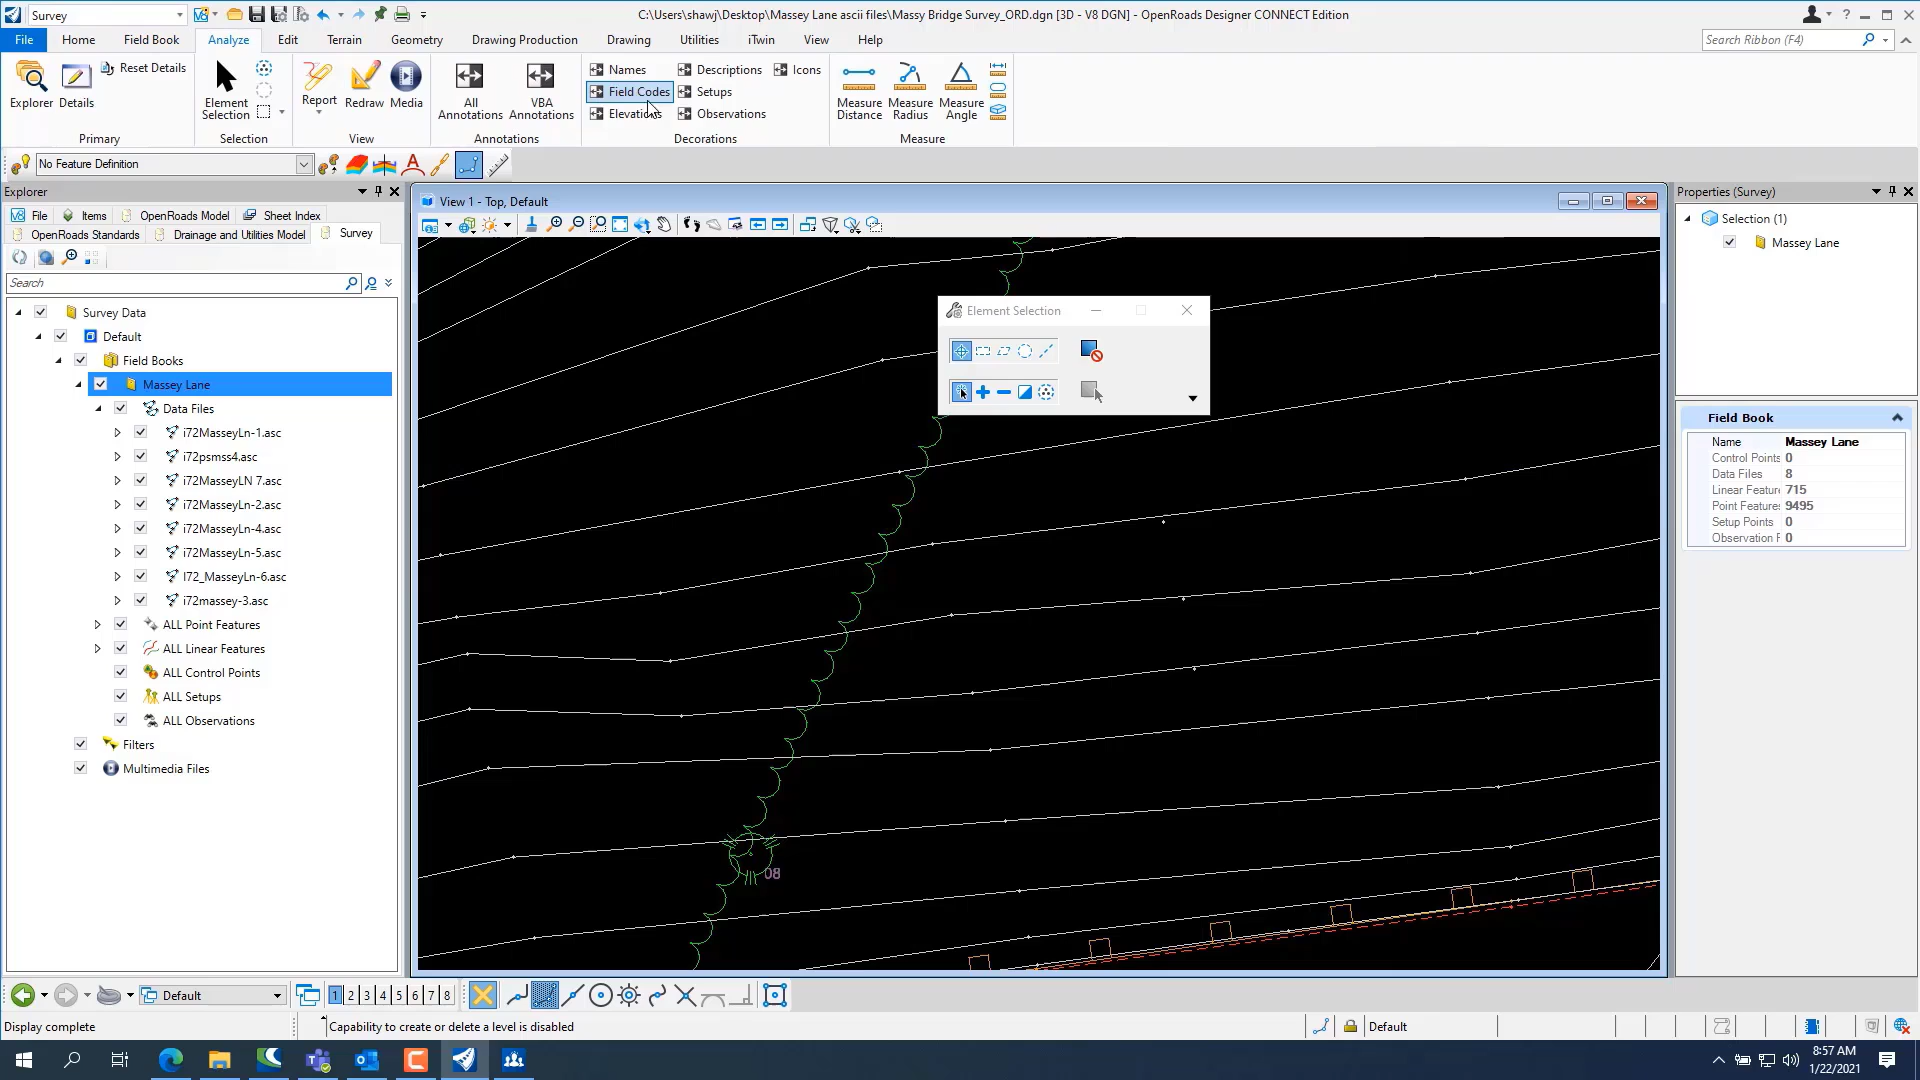 Survey
C:\Users\shawj\Desktop\Massey Lane ascii files\Massy Bridge Survey_ORD.dgn [3D - V8 DGN] - OpenRoads Designer CONNECT Edition
File Home Field Book Analyze Edit Terrain Geometry Drawing Production Drawing Utilities iTwin View Help
Search Ribbon (F4)
Explorer
Details
Reset Details
Primary
Element Selection
Selection
Report
Redraw
Media
View
All Annotations
VBA Annotations
Annotations
Names
Field Codes
Elevations
Descriptions
Setups
Observations
Icons
Decorations
Measure Distance
Measure Radius
Measure Angle
Measure
No Feature Definition
Explorer
File Items OpenRoads Model Sheet Index
OpenRoads Standards Drainage and Utilities Model Survey
Search
Survey Data
Default
Field Books
Massey Lane
Data Files
i72MasseyLn-1.asc
i72psmss4.asc
i72MasseyLN 7.asc
i72MasseyLn-2.asc
i72MasseyLn-4.asc
i72MasseyLn-5.asc
I72_MasseyLn-6.asc
i72massey-3.asc
ALL Point Features
ALL Linear Features
ALL Control Points
ALL Setups
ALL Observations
Filters
Multimedia Files
View 1 - Top, Default
Element Selection
08
Properties (Survey)
Selection (1)
Massey Lane
Field Book
Name Massey Lane
Control Points 0
Data Files 8
Linear Feature 715
Point Features 9495
Setup Points 0
Observation F 0
Default
1 2 3 4 5 6 7 8
Display complete
Capability to create or delete a level is disabled
Default
8:57 AM
1/22/2021